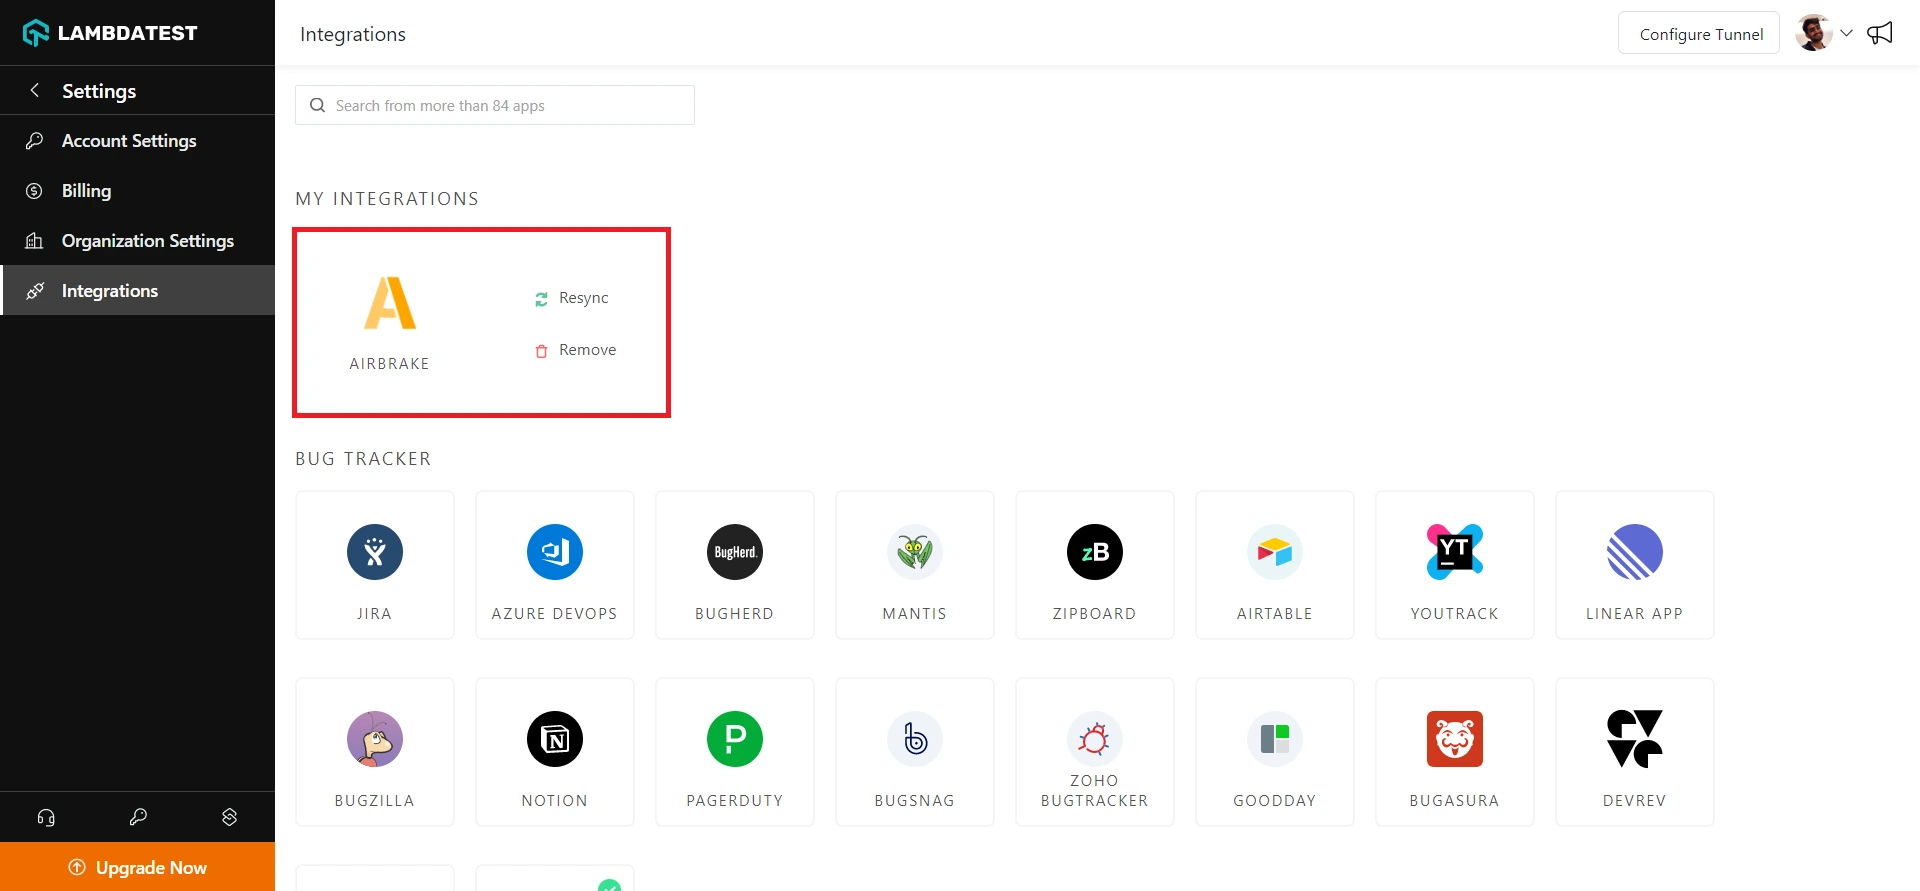 LAMBDATEST
Integrations
Configure Tunnel
Settings
Account Settings
Billing
Organization Settings
Integrations
Upgrade Now
Search from more than 84 apps
MY INTEGRATIONS
AIRBRAKE
Resync
Remove
BUG TRACKER
JIRA
AZURE DEVOPS
BugHerd.
BUGHERD
MANTIS
zB
ZIPBOARD
AIRTABLE
YT
YOUTRACK
LINEAR APP
BUGZILLA
N
NOTION
P
PAGERDUTY
b
BUGSNAG
ZOHO
BUGTRACKER
GOODDAY
BUGASURA
DEVREV